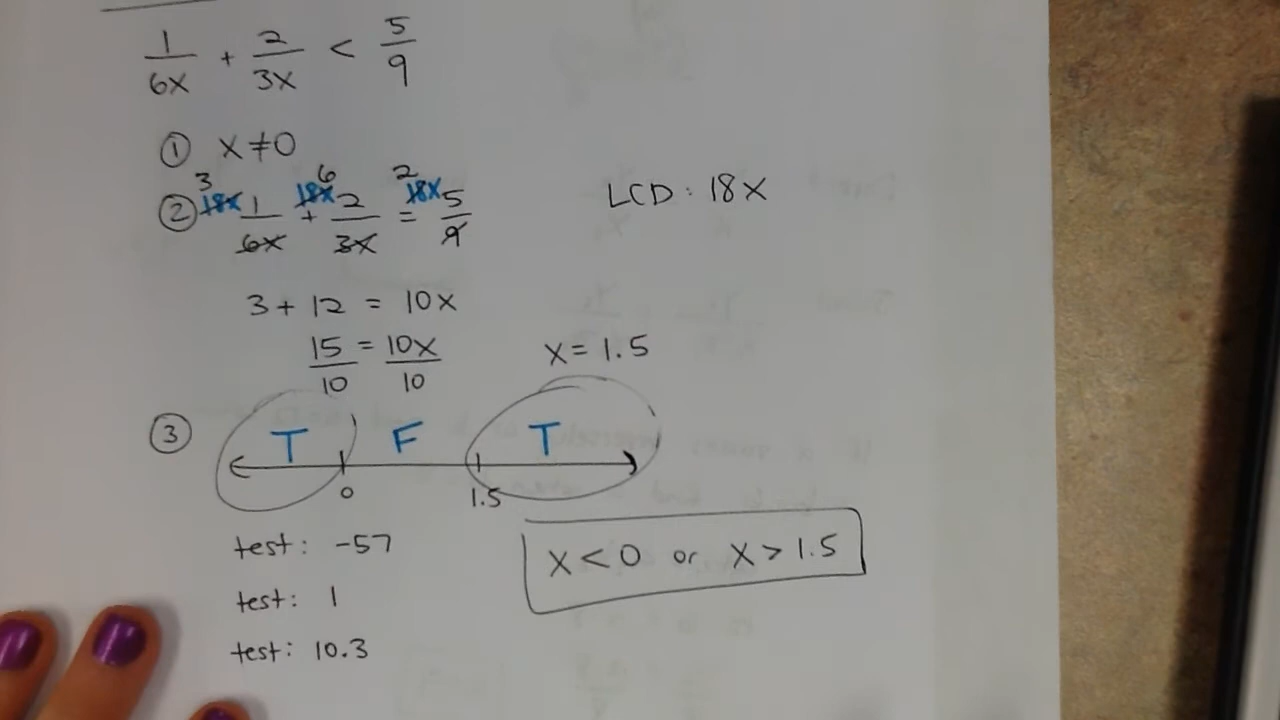 1/6x + 2/3x < 5/9
① x ≠ 0
② 3 18x 1/6x + 6 18x 2/3x = 2 18x 5/9 LCD: 18x
3 + 12 = 10x
15/10 = 10x/10 x = 1.5
③ T F T
0 1.5
test: -57
x < 0 or x > 1.5
test: 1
test: 10.3